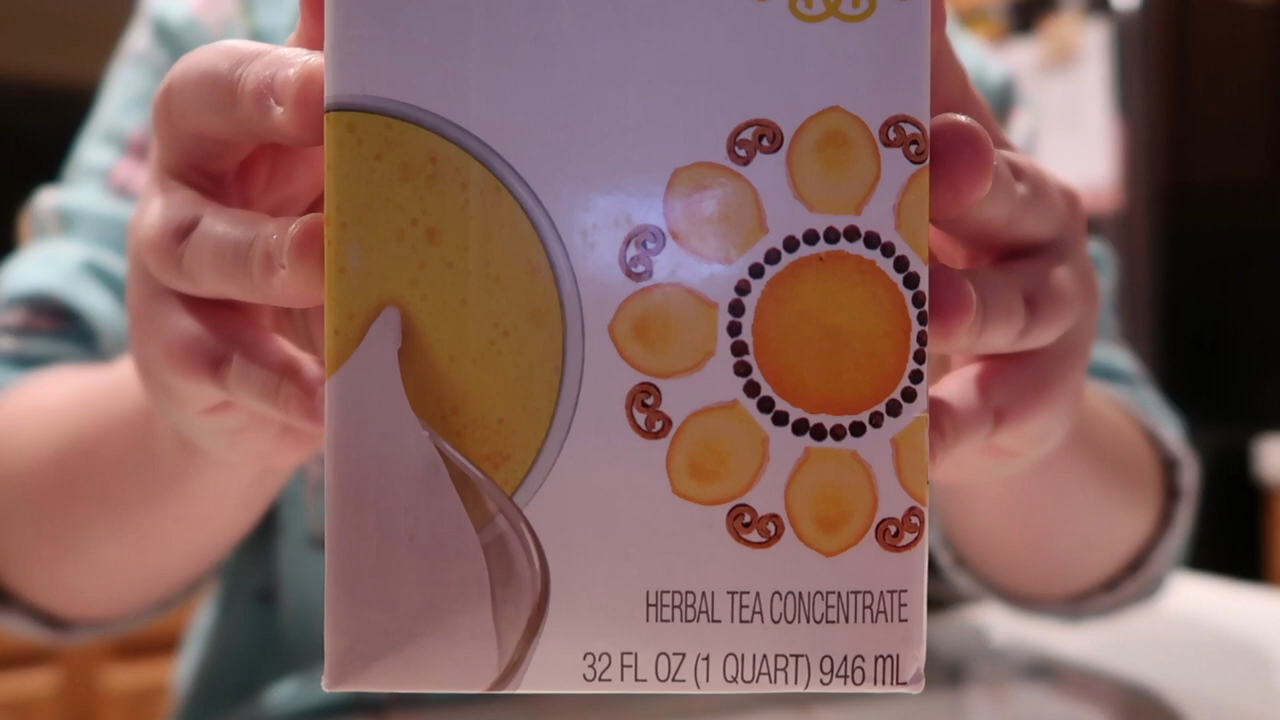 HERBAL TEA CONCENTRATE
32 FL OZ (1 QUART) 946 mL